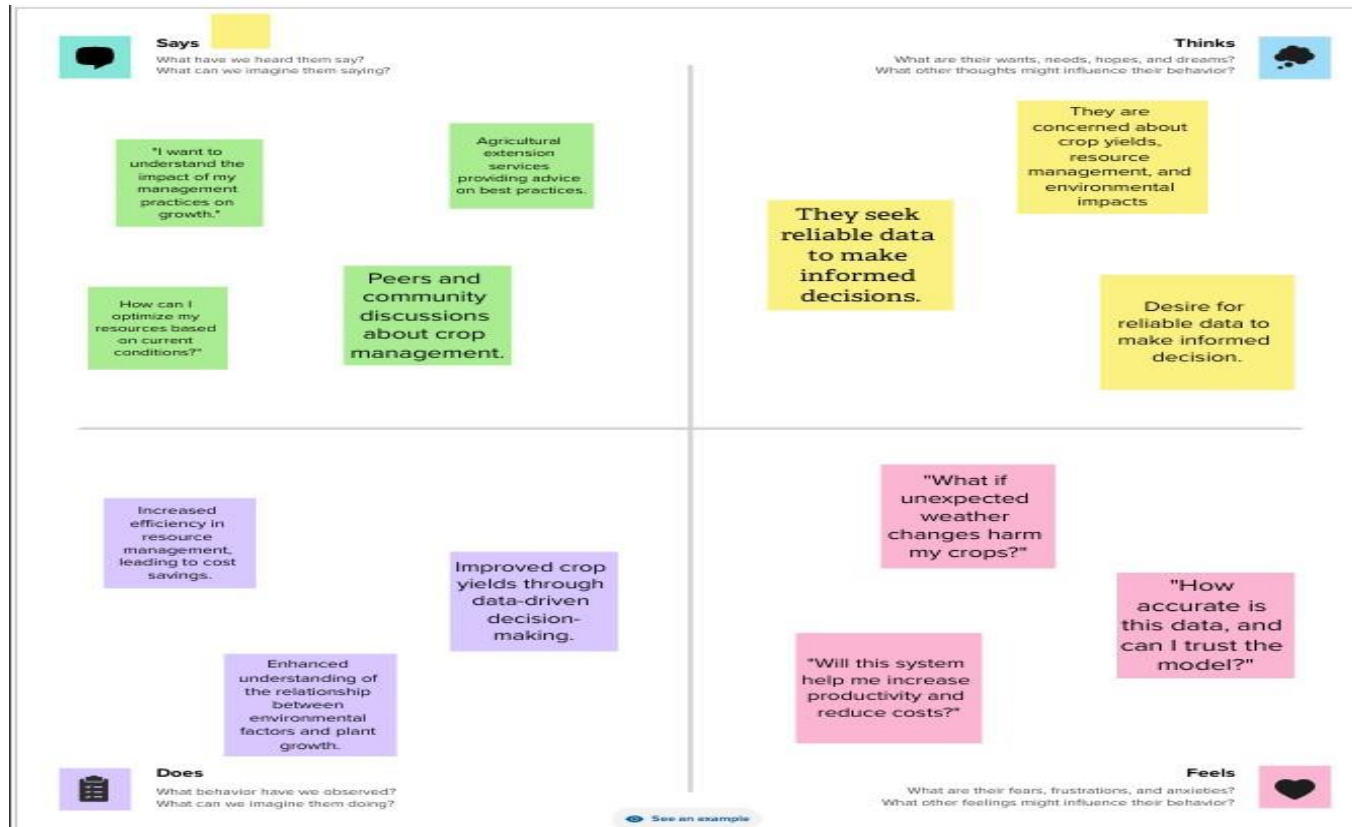 Says
What have we heard them say?
What can we imagine them saying?
"I want to
understand the
impact of my
management
practices on
growth."
Agricultural
extension
services
providing advice
on best practices.
How can I
optimize my
resources based
on current
conditions?"
Peers and
community
discussions
about crop
management.
Thinks
What are their wants, needs, hopes, and dreams?
What other thoughts might influence their behavior?
They are
concerned about
crop yields,
resource
management, and
environmental
impacts
They seek
reliable data
to make
informed
decisions.
Desire for
reliable data to
make informed
decision.
Increased
efficiency in
resource
management,
leading to cost
savings.
Improved crop
yields through
data-driven
decision-
making.
Enhanced
understanding of
the relationship
between
environmental
factors and plant
growth.
Does
What behavior have we observed?
What can we imagine them doing?
"What if
unexpected
weather
changes harm
my crops?"
"How
accurate is
this data, and
can I trust the
model?"
"Will this system
help me increase
productivity and
reduce costs?"
Feels
What are their fears, frustrations, and anxieties?
What other feelings might influence their behavior?
See an example